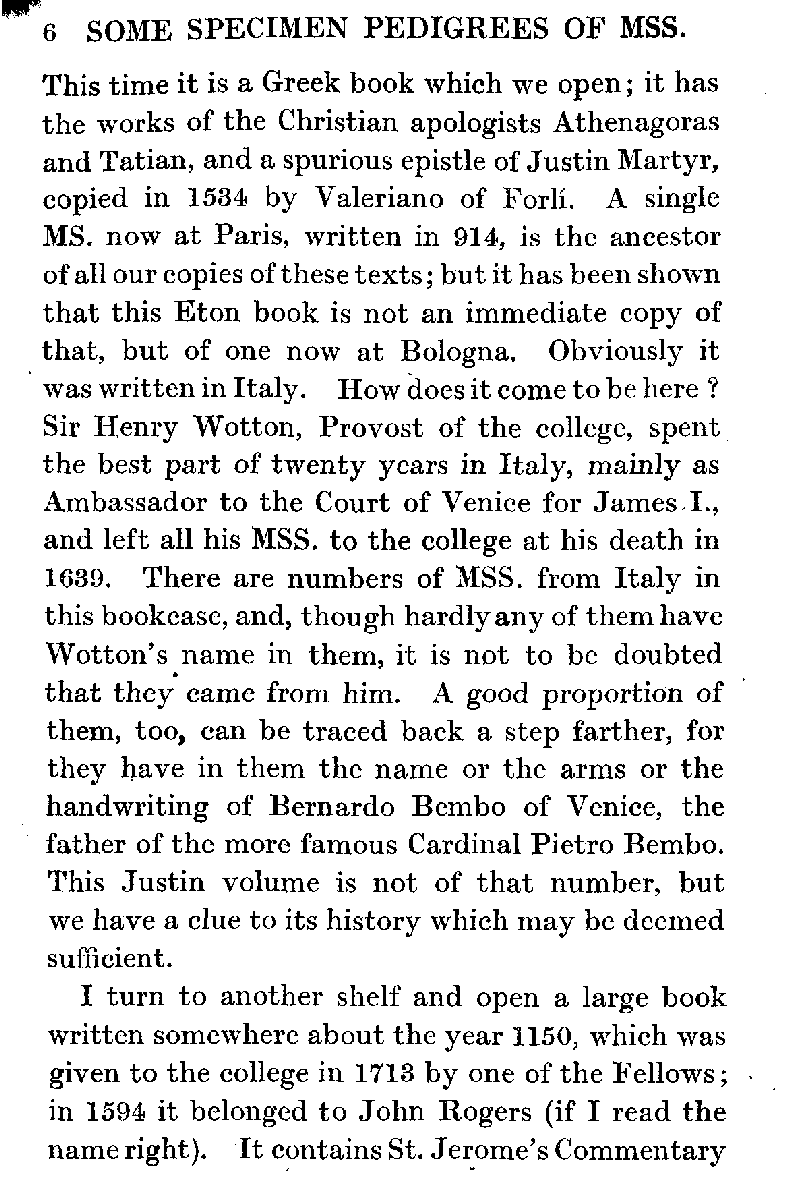 6 SOME SPECIMEN PEDIGREES OF MSS.
This time it is a Greek book which we open; it has
the works of the Christian apologists Athenagoras
and Tatian, and a spurious epistle of Justin Martyr,
copied in 1534 by Valeriano of Forlí. A single
MS. now at Paris, written in 914, is the ancestor
of all our copies of these texts; but it has been shown
that this Eton book is not an immediate copy of
that, but of one now at Bologna. Obviously it
was written in Italy. How does it come to be here?
Sir Henry Wotton, Provost of the college, spent
the best part of twenty years in Italy, mainly as
Ambassador to the Court of Venice for James I.,
and left all his MSS. to the college at his death in
1639. There are numbers of MSS. from Italy in
this bookcase, and, though hardly any of them have
Wotton's name in them, it is not to be doubted
that they came from him. A good proportion of
them, too, can be traced back a step farther, for
they have in them the name or the arms or the
handwriting of Bernardo Bembo of Venice, the
father of the more famous Cardinal Pietro Bembo.
This Justin volume is not of that number, but
we have a clue to its history which may be deemed
sufficient.
I turn to another shelf and open a large book
written somewhere about the year 1150, which was
given to the college in 1713 by one of the Fellows;
in 1594 it belonged to John Rogers (if I read the
name right). It contains St. Jerome's Commentary